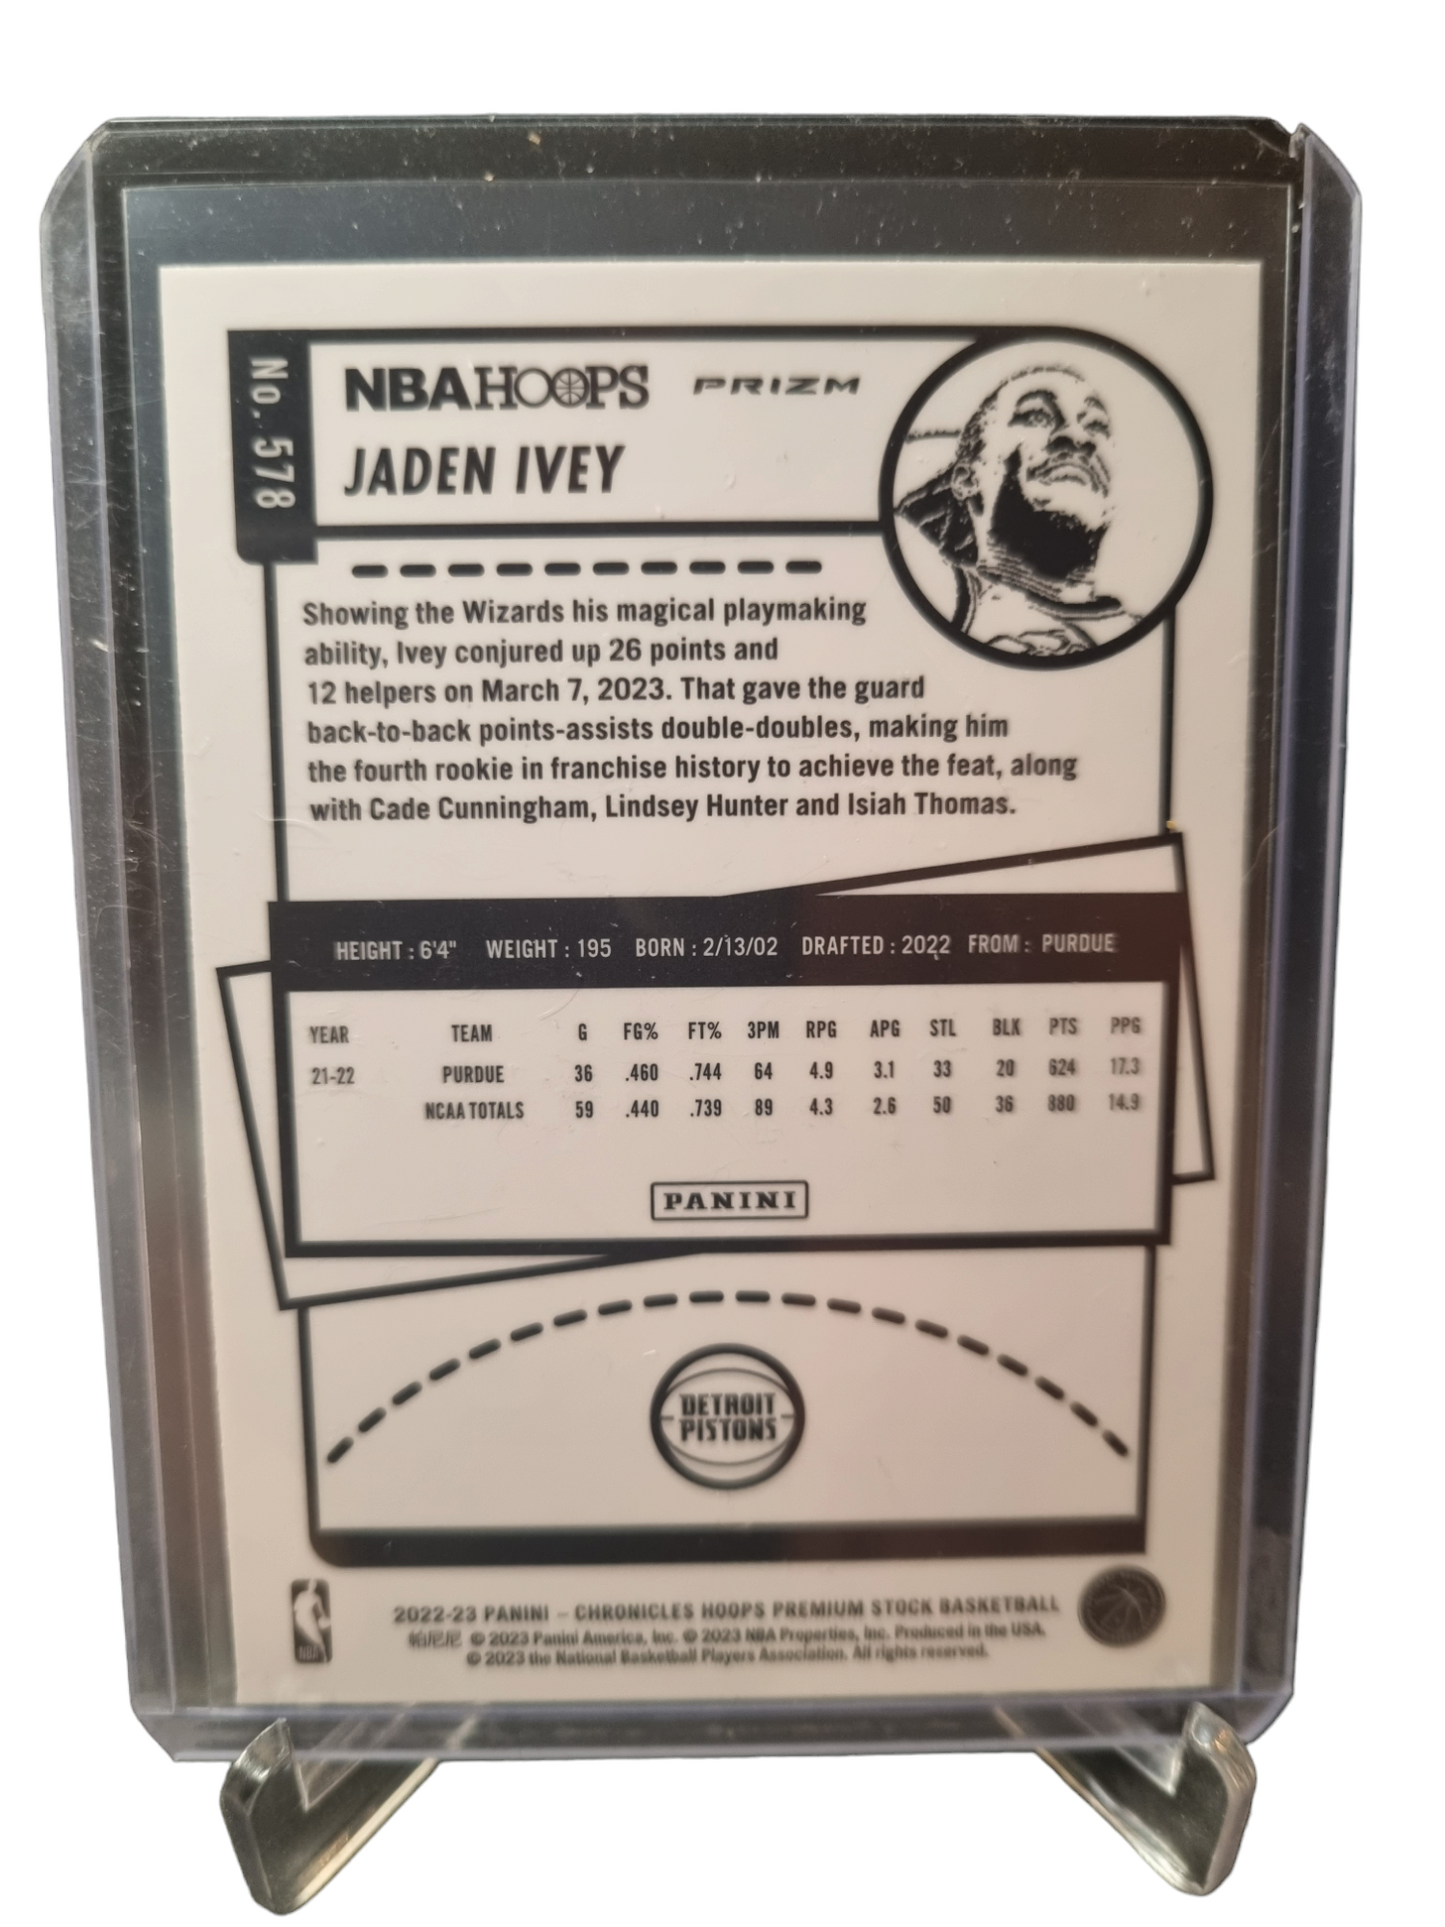 No. 578
NBA HOOPS PRIZM
JADEN IVEY
Showing the Wizards his magical playmaking
ability, Ivey conjured up 26 points and
12 helpers on March 7, 2023. That gave the guard
back-to-back points-assists double-doubles, making him
the fourth rookie in franchise history to achieve the feat, along
with Cade Cunningham, Lindsey Hunter and Isiah Thomas.
HEIGHT : 6'4" WEIGHT : 195 BORN : 2/13/02 DRAFTED : 2022 FROM : PURDUE
YEAR TEAM G FG% FT% 3PM RPG APG STL BLK PTS PPG
21-22 PURDUE 36 .460 .744 64 4.9 3.1 33 20 624 17.3
NCAA TOTALS 59 .440 .739 89 4.3 2.6 50 36 880 14.9
PANINI
DETROIT
PISTONS
2022-23 PANINI – CHRONICLES HOOPS PREMIUM STOCK BASKETBALL
帕尼尼 © 2023 Panini America, Inc. © 2023 NBA Properties, Inc. Produced in the USA.
© 2023 the National Basketball Players Association. All rights reserved.
NBA